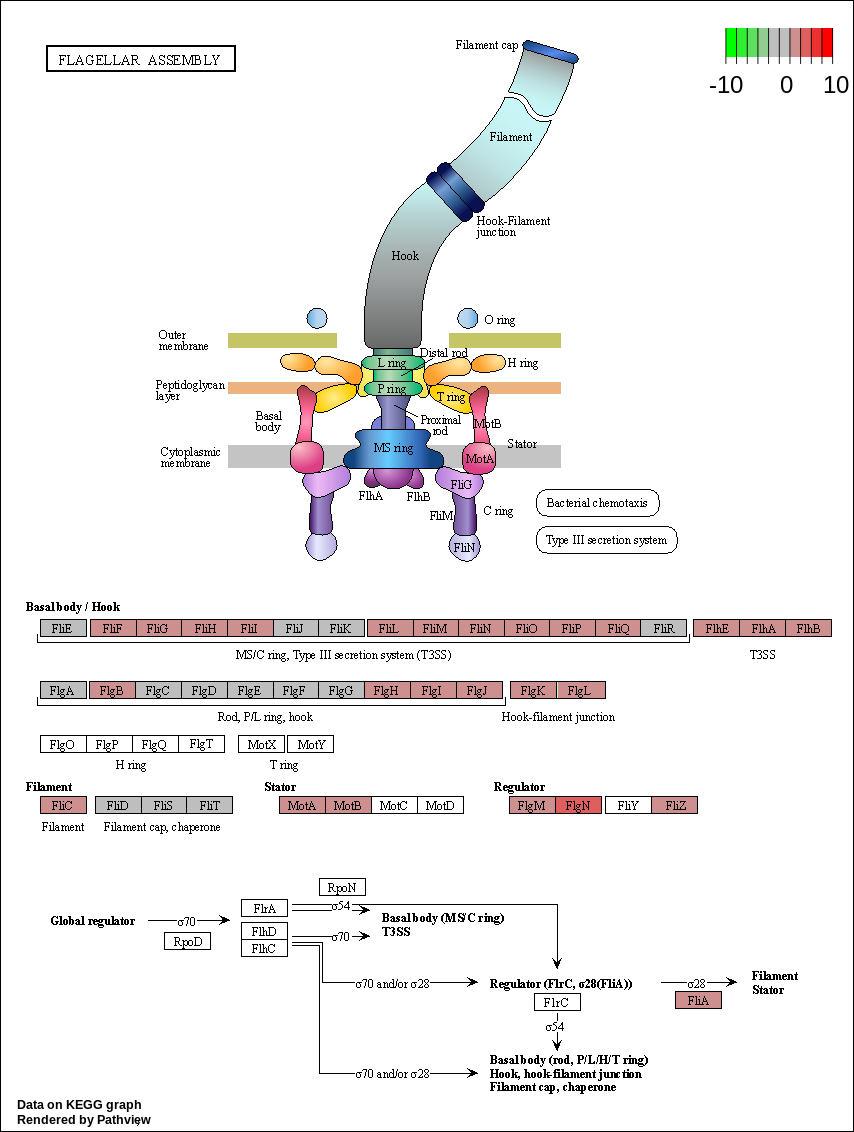 FLAGELLAR ASSEMBLY
-10 0 10
Filament cap
Filament
Hook-Filament
junction
Hook
O ring
Outer
membrane
Distal rod
L ring
H ring
Peptidoglycan
layer
P ring
T ring
Basal
body
Proximal
rod
MotB
Stator
MS ring
Cytoplasmic
membrane
MotA
FliG
FlhA
FlhB
FliM
C ring
FliN
Bacterial chemotaxis
Type III secretion system
Basal body / Hook
FliE FliF FliG FliH FliI FliJ FliK FliL FliM FliN FliO FliP FliQ FliR FlhE FlhA FlhB
MS/C ring, Type III secretion system (T3SS) T3SS
FlgA FlgB FlgC FlgD FlgE FlgF FlgG FlgH FlgI FlgJ FlgK FlgL
Rod, P/L ring, hook Hook-filament junction
FlgO FlgP FlgQ FlgT MotX MotY
H ring T ring
Filament Stator Regulator
FliC FliD FliS FliT MotA MotB MotC MotD FlgM FlgN FliY FliZ
Filament Filament cap, chaperone
RpoN
FlrA
σ54
Basal body (MS/C ring)
T3SS
Global regulator
σ70
RpoD
FlhD
FlhC
σ70
σ70 and/or σ28
Regulator (FlrC, σ28(FliA))
FlrC
σ28
FliA
Filament
Stator
σ54
σ70 and/or σ28
Basal body (rod, P/L/H/T ring)
Hook, hook-filament junction
Filament cap, chaperone
Data on KEGG graph
Rendered by Pathview